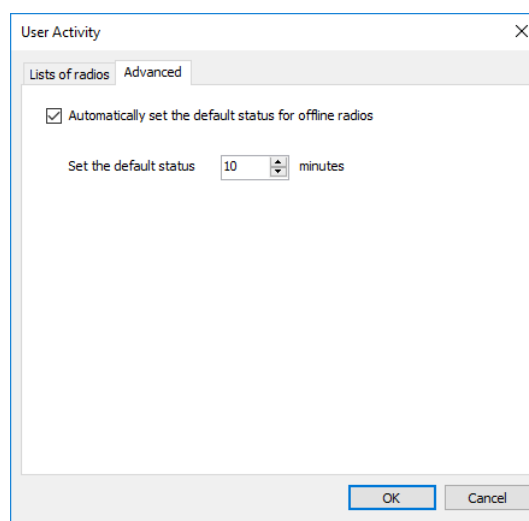 User Activity
Lists of radios Advanced
Automatically set the default status for offline radios
Set the default status 10 minutes
OK Cancel